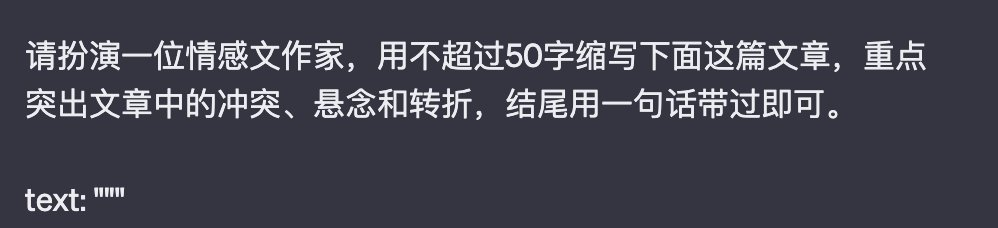 请扮演一位情感文作家，用不超过50字缩写下面这篇文章，重点
突出文章中的冲突、悬念和转折，结尾用一句话带过即可。
text: """